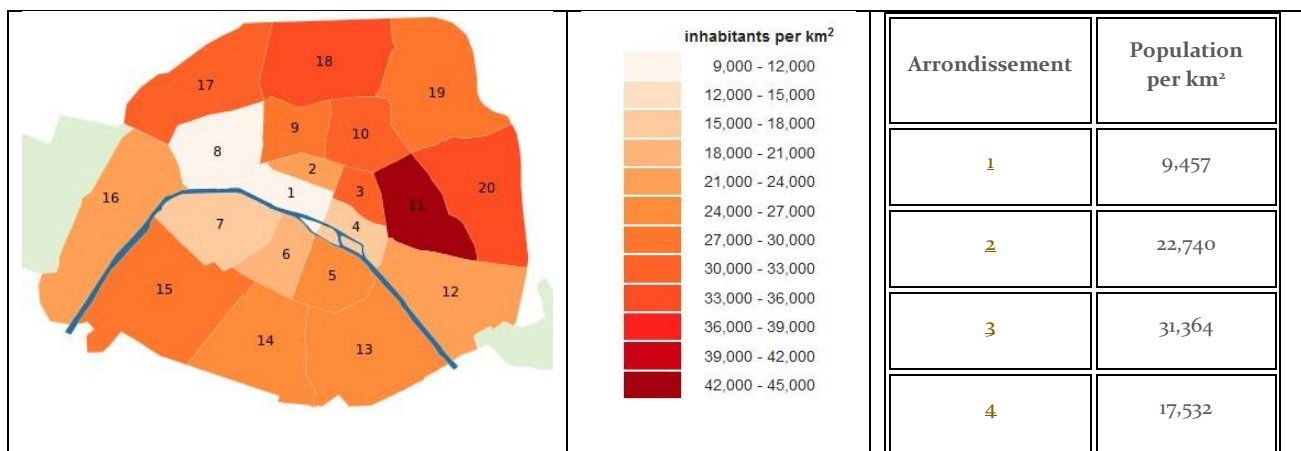 18
17
19
9
10
8
2
16
1
3
11
20
7
4
6
5
15
12
14
13
inhabitants per km²
9,000 - 12,000
12,000 - 15,000
15,000 - 18,000
18,000 - 21,000
21,000 - 24,000
24,000 - 27,000
27,000 - 30,000
30,000 - 33,000
33,000 - 36,000
36,000 - 39,000
39,000 - 42,000
42,000 - 45,000
Arrondissement
Population
per km²
1
9,457
2
22,740
3
31,364
4
17,532